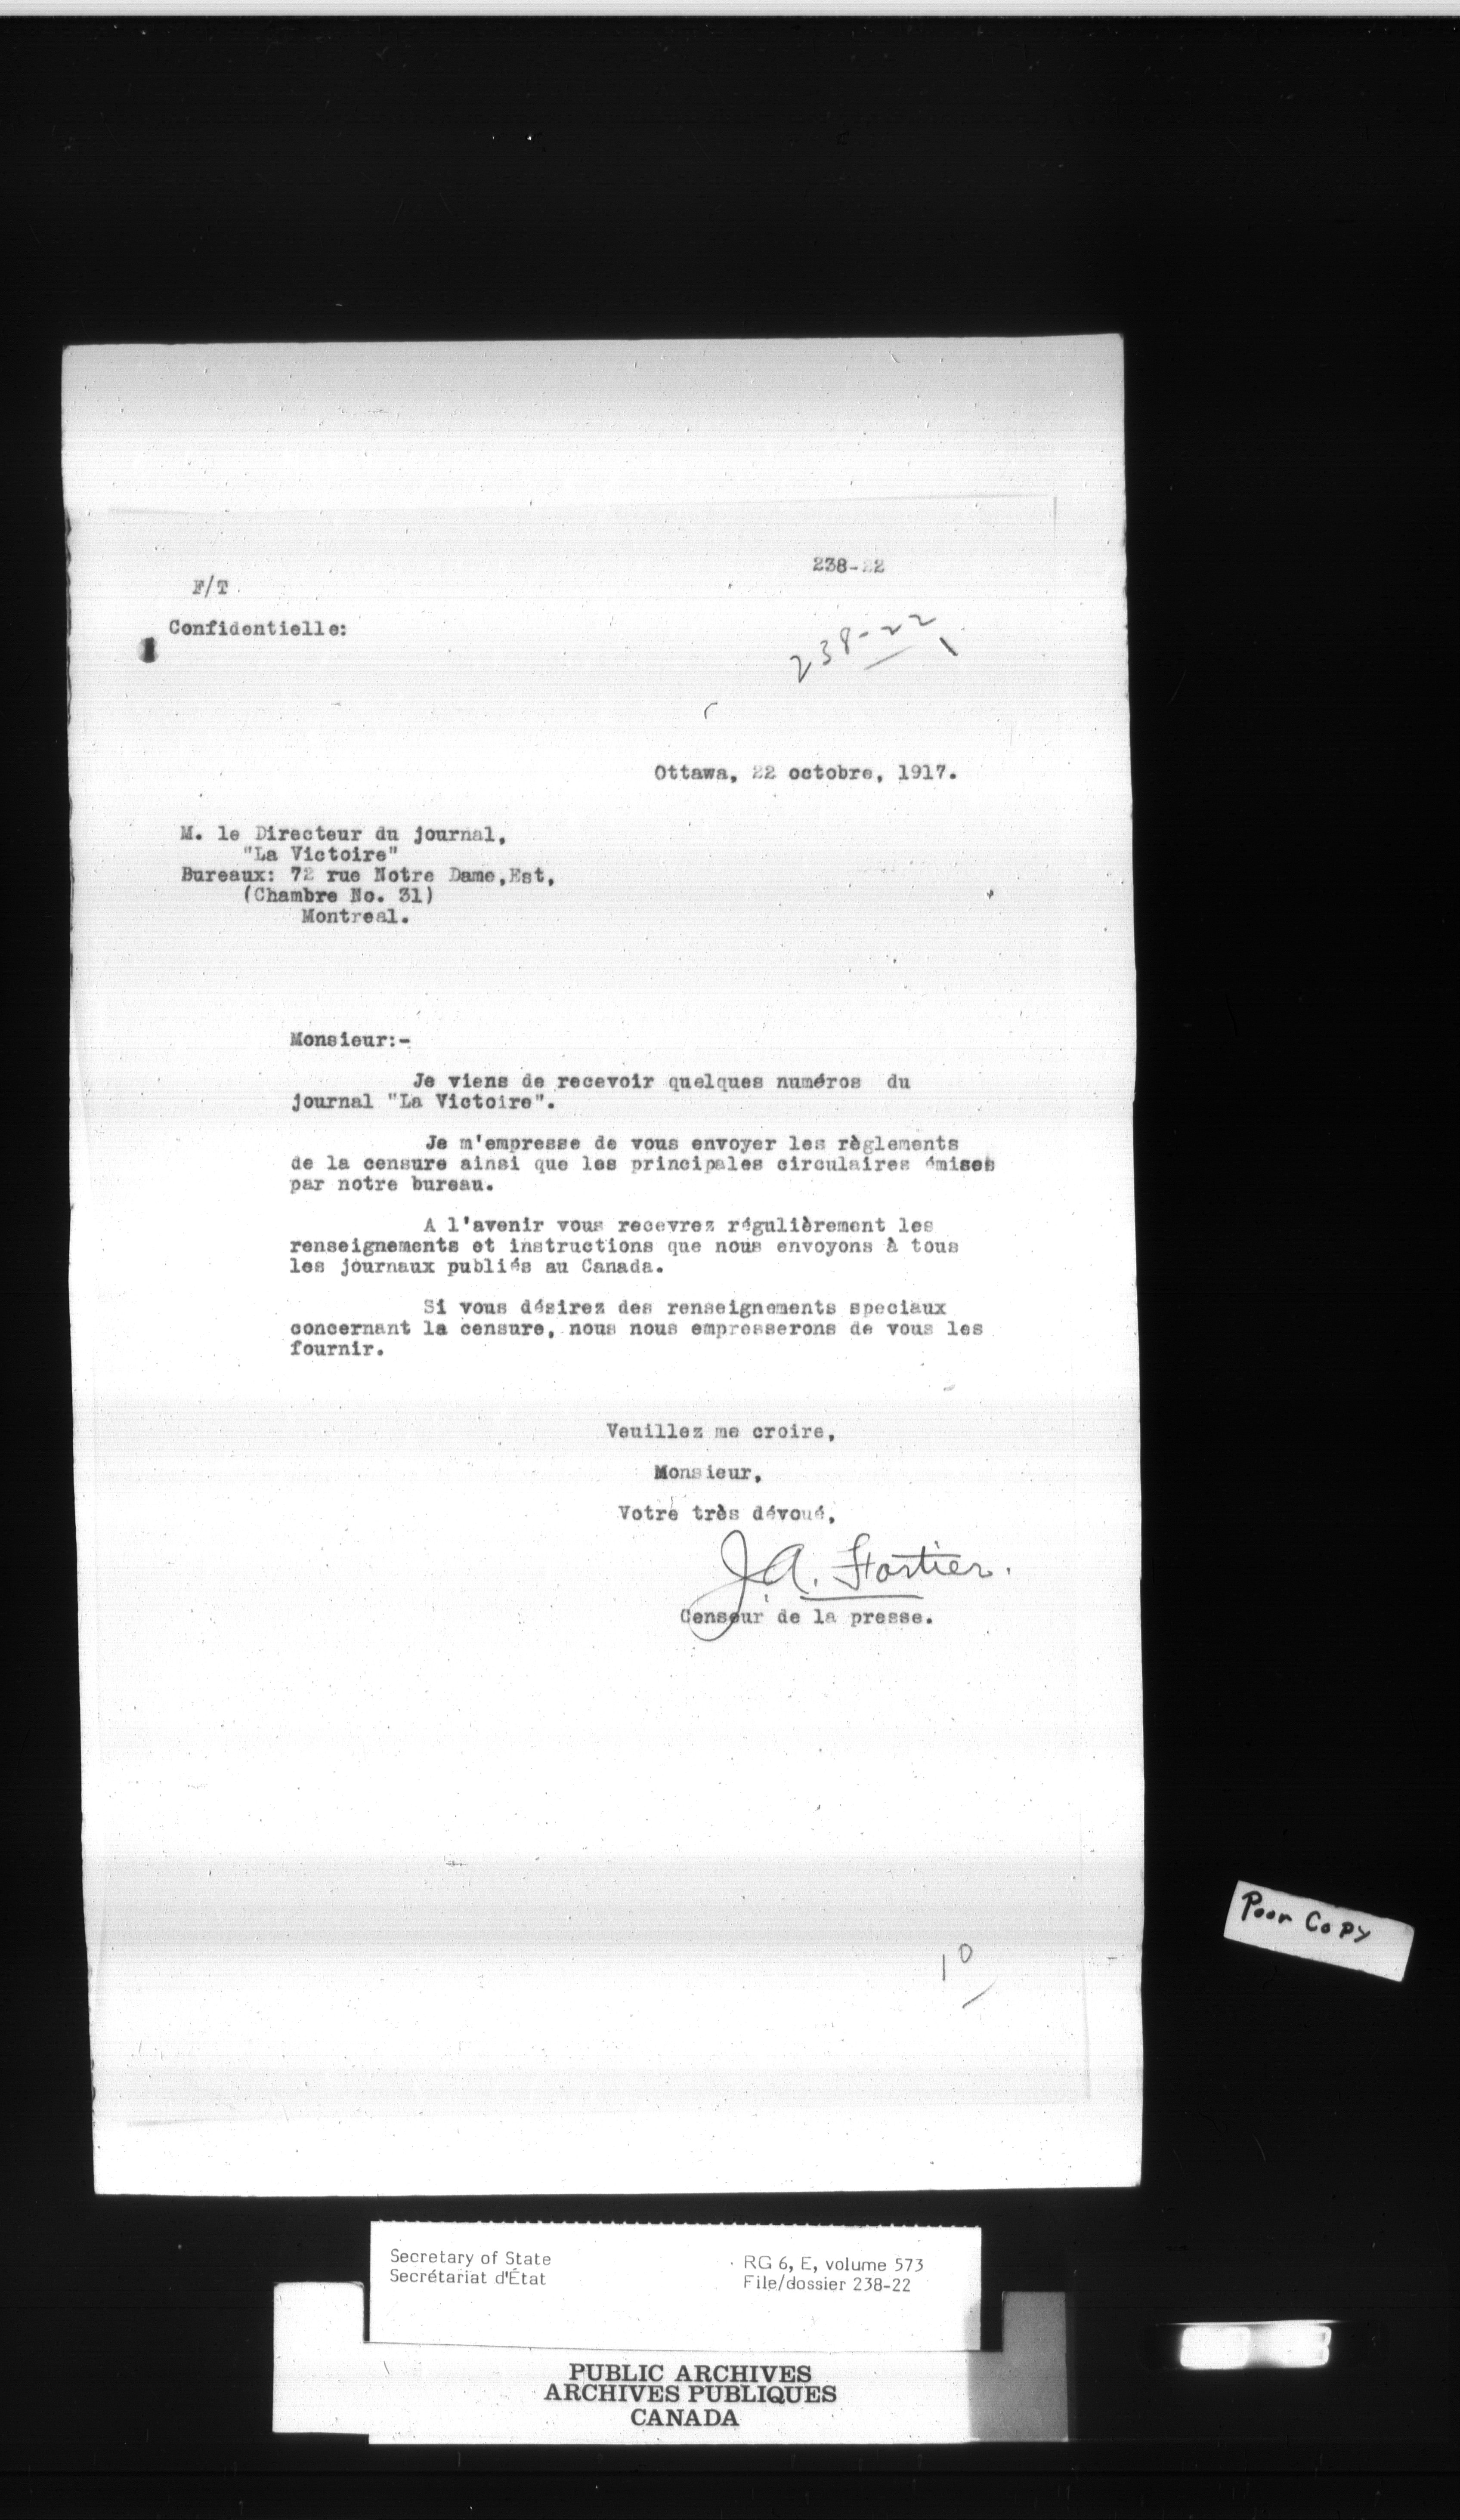 238-22
F/T.
Confidentielle:
238-22
Ottawa, 22 octobre, 1917.
M. le Directeur du journal,
"La Victoire"
Bureaux: 72 rue Notre Dame,Est,
(Chambre No. 31)
Montreal.
Monsieur:-
Je viens de recevoir quelques numéros du
journal "La Victoire".
Je m'empresse de vous envoyer les règlements
de la censure ainsi que les principales circulaires émises
par notre bureau.
A l'avenir vous recevrez régulièrement les
renseignements et instructions que nous envoyons à tous
les journaux publiés au Canada.
Si vous désirez des renseignements speciaux
concernant la censure, nous nous empresserons de vous les
fournir.
Veuillez me croire,
Monsieur,
Votre très dévoué,
J.A. Fortier.
Censeur de la presse.
10
Poor Copy
Secretary of State
Secrétariat d'État
RG 6, E, volume 573
File/dossier 238-22
PUBLIC ARCHIVES
ARCHIVES PUBLIQUES
CANADA